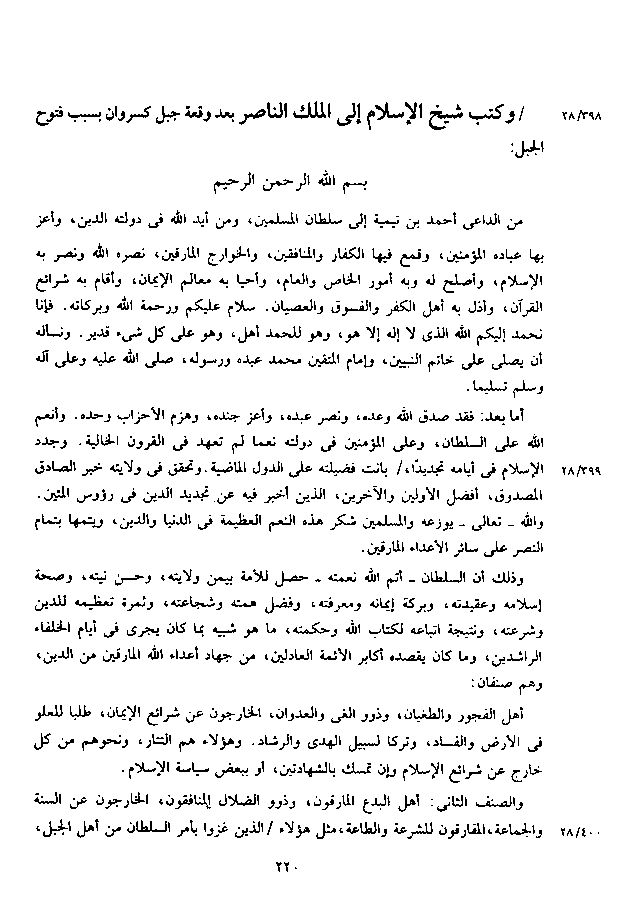 ٢٨/٣٩٨ / وكتب شيخ الإسلام إلى الملك الناصر بعد وقعة جبل كسروان بسبب فتوح
الجبل:
بسم الله الرحمن الرحيم
من الداعى أحمد بن تيمية إلى سلطان المسلمين، ومن أيد الله فى دولته الدين، وأعز
بها عباده المؤمنين، وقمع فيها الكفار والمنافقين، والخوارج المارقين، نصره الله ونصر به
الإسلام، وأصلح له وبه أمور الخاص والعام، وأحيا به معالم الإيمان، وأقام به شرائع
القرآن، وأذل به أهل الكفر والفسوق والعصيان. سلام عليكم ورحمة الله وبركاته. فإنا
نحمد إليكم الله الذى لا إله إلا هو، وهو للحمد أهل، وهو على كل شىء قدير. ونسأله
أن يصلى على خاتم النبيين، وإمام المتقين محمد عبده ورسوله، صلى الله عليه وعلى آله
وسلم تسليما.
أما بعد: فقد صدق الله وعده، ونصر عبده، وأعز جنده، وهزم الأحزاب وحده. وأنعم
الله على السلطان، وعلى المؤمنين فى دولته نعما لم تعهد فى القرون الخالية. وجدد
٢٨/٣٩٩ الإسلام فى أيامه تجديدًا، / بانت فضيلته على الدول الماضية. وتحقق فى ولايته خبر الصادق
المصدوق، أفضل الأولين والآخرين، الذين أخبر فيه عن تجديد الدين فى رؤوس المئين.
والله ـ تعالى ـ يوزعه والمسلمين شكر هذه النعم العظيمة فى الدنيا والدين، ويتمها بتمام
النصر على سائر الأعداء المارقين.
وذلك أن السلطان ـ أتم الله نعمته ـ حصل للأمة بيمن ولايته، وحسن نيته، وصحة
إسلامه وعقيدته، وبركة إيمانه ومعرفته، وفضل همته وشجاعته، وثمرة تعظيمه للدين
وشرعته، ونتيجة اتباعه لكتاب الله وحكمته، ما هو شبيه بما كان يجرى فى أيام الخلفاء
الراشدين، وما كان يقصده أكابر الأئمة العادلين، من جهاد أعداء الله المارقين من الدين،
وهم صنفان:
أهل الفجور والطغيان، وذوو الغى والعدوان، الخارجون عن شرائع الإيمان، طلبا للعلو
فى الأرض والفساد، وتركا لسبيل الهدى والرشاد. وهؤلاء هم التتار، ونحوهم من كل
خارج عن شرائع الإسلام وإن تمسك بالشهادتين، أو ببعض سياسة الإسلام.
والصنف الثانى: أهل البدع المارقون، وذوو الضلال المنافقون، الخارجون عن السنة
٢٨/٤٠٠ والجماعة، المفارقون للشرعة والطاعة، مثل هؤلاء / الذين غزوا بأمر السلطان من أهل الجبل،
٢٢٠